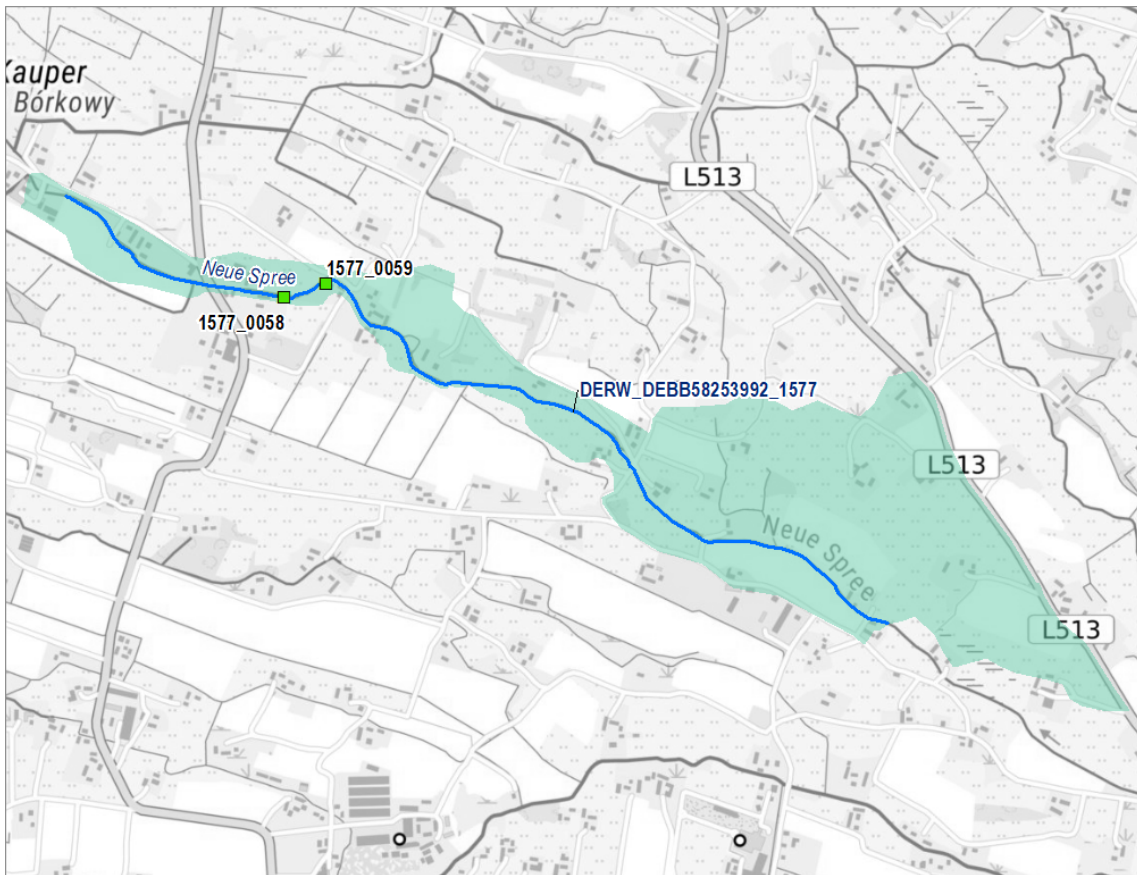 Kauper
Bórkowy
L513
Neue Spree
1577_0059
1577_0058
DERW_DEBB58253992_1577
L513
Neue Spree
L513